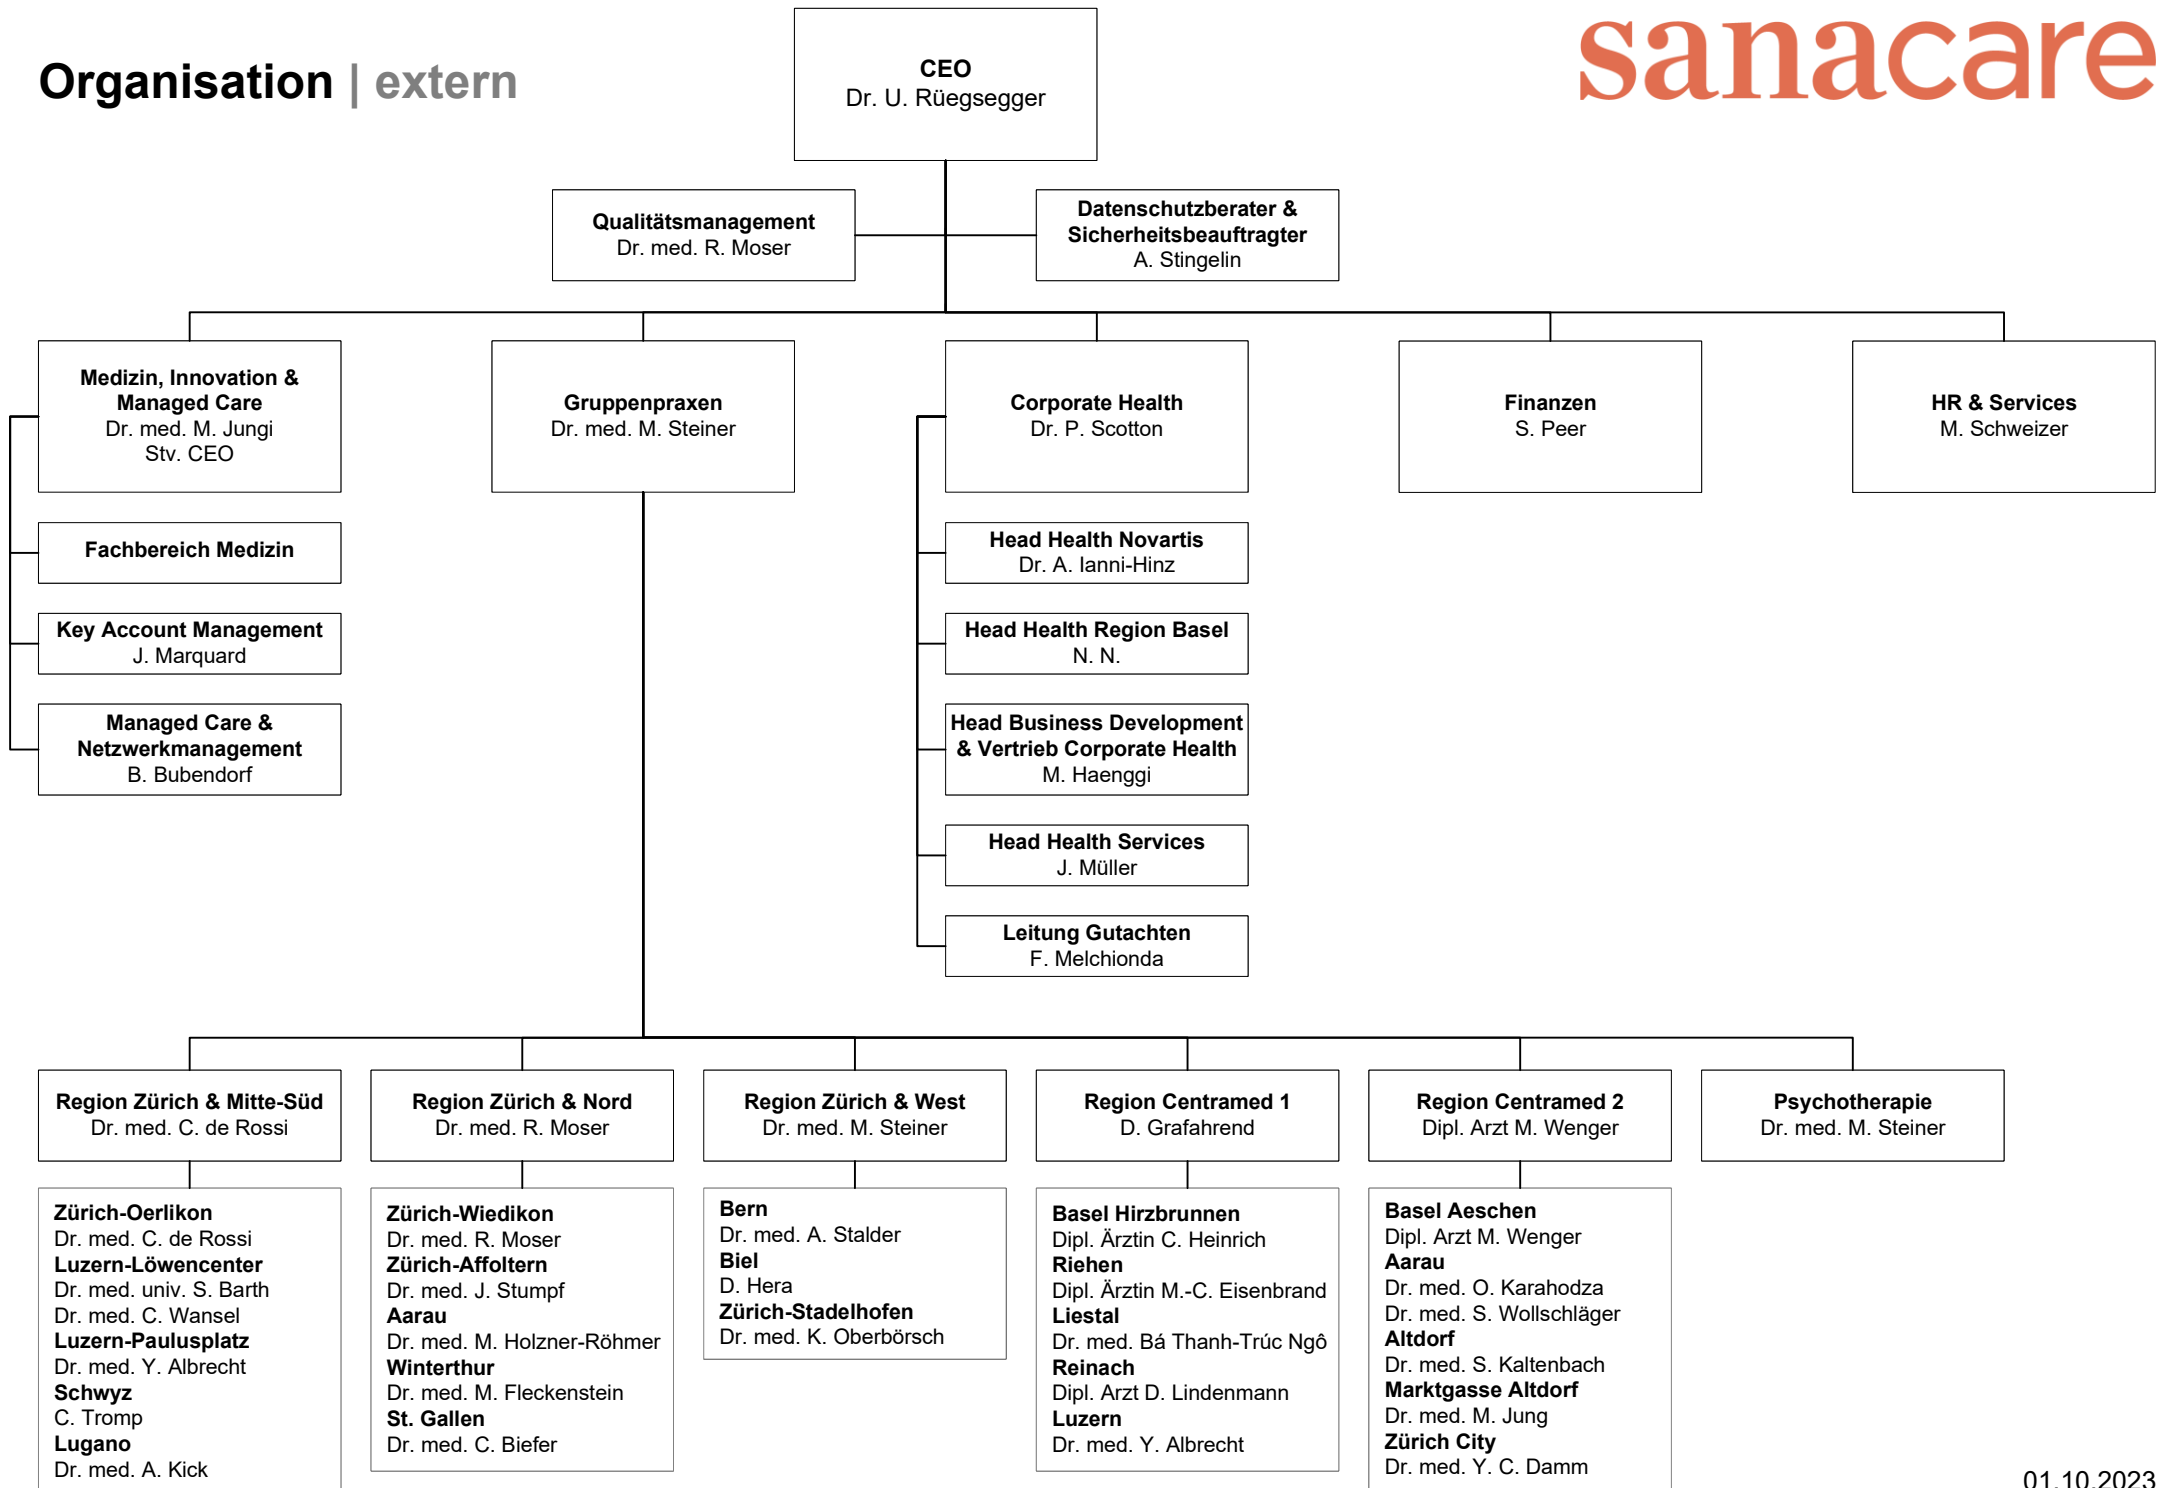 Organisation | extern
sanacare
CEO
Dr. U. Rüegsegger
Qualitätsmanagement
Dr. med. R. Moser
Datenschutzberater &
Sicherheitsbeauftragter
A. Stingelin
Medizin, Innovation &
Managed Care
Dr. med. M. Jungi
Stv. CEO
Gruppenpraxen
Dr. med. M. Steiner
Corporate Health
Dr. P. Scotton
Finanzen
S. Peer
HR & Services
M. Schweizer
Fachbereich Medizin
Key Account Management
J. Marquard
Managed Care &
Netzwerkmanagement
B. Bubendorf
Head Health Novartis
Dr. A. Ianni-Hinz
Head Health Region Basel
N. N.
Head Business Development
& Vertrieb Corporate Health
M. Haenggi
Head Health Services
J. Müller
Leitung Gutachten
F. Melchionda
Region Zürich & Mitte-Süd
Dr. med. C. de Rossi
Region Zürich & Nord
Dr. med. R. Moser
Region Zürich & West
Dr. med. M. Steiner
Region Centramed 1
D. Grafahrend
Region Centramed 2
Dipl. Arzt M. Wenger
Psychotherapie
Dr. med. M. Steiner
Zürich-Oerlikon
Dr. med. C. de Rossi
Luzern-Löwencenter
Dr. med. univ. S. Barth
Dr. med. C. Wansel
Luzern-Paulusplatz
Dr. med. Y. Albrecht
Schwyz
C. Tromp
Lugano
Dr. med. A. Kick
Zürich-Wiedikon
Dr. med. R. Moser
Zürich-Affoltern
Dr. med. J. Stumpf
Aarau
Dr. med. M. Holzner-Röhmer
Winterthur
Dr. med. M. Fleckenstein
St. Gallen
Dr. med. C. Biefer
Bern
Dr. med. A. Stalder
Biel
D. Hera
Zürich-Stadelhofen
Dr. med. K. Oberbörsch
Basel Hirzbrunnen
Dipl. Ärztin C. Heinrich
Riehen
Dipl. Ärztin M.-C. Eisenbrand
Liestal
Dr. med. Bá Thanh-Trúc Ngô
Reinach
Dipl. Arzt D. Lindenmann
Luzern
Dr. med. Y. Albrecht
Basel Aeschen
Dipl. Arzt M. Wenger
Aarau
Dr. med. O. Karahodza
Dr. med. S. Wollschläger
Altdorf
Dr. med. S. Kaltenbach
Marktgasse Altdorf
Dr. med. M. Jung
Zürich City
Dr. med. Y. C. Damm
01.10.2023